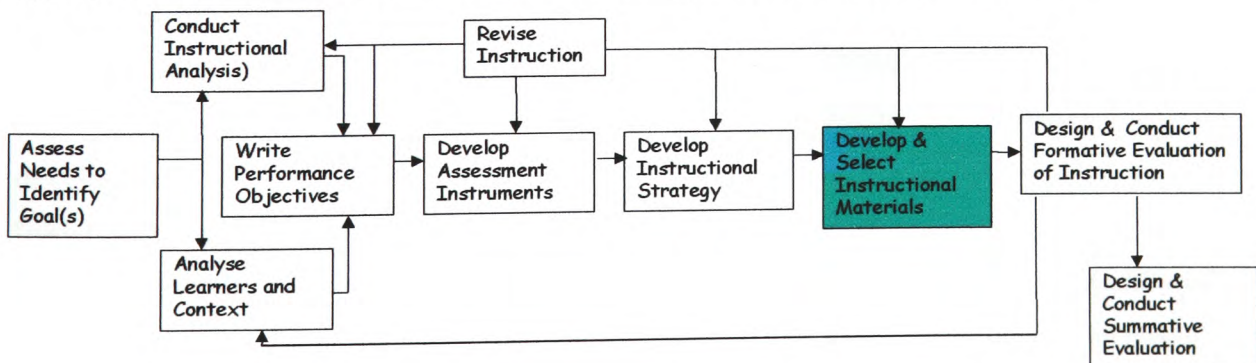 Conduct
Instructional
Analysis)
Revise
Instruction
Assess
Needs to
Identify
Goal(s)
Write
Performance
Objectives
Develop
Assessment
Instruments
Develop
Instructional
Strategy
Develop &
Select
Instructional
Materials
Design & Conduct
Formative Evaluation
of Instruction
Analyse
Learners and
Context
Design &
Conduct
Summative
Evaluation